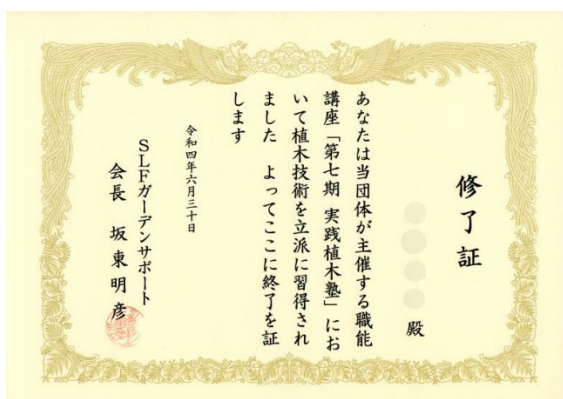 修了証
殿
あなたは当団体が主催する職能
講座「第七期 実践植木塾」にお
いて植木技術を立派に習得され
ました よってここに終了を証
します
令和四年六月三十日
SLFガーデンサポート
会長 坂東明彦